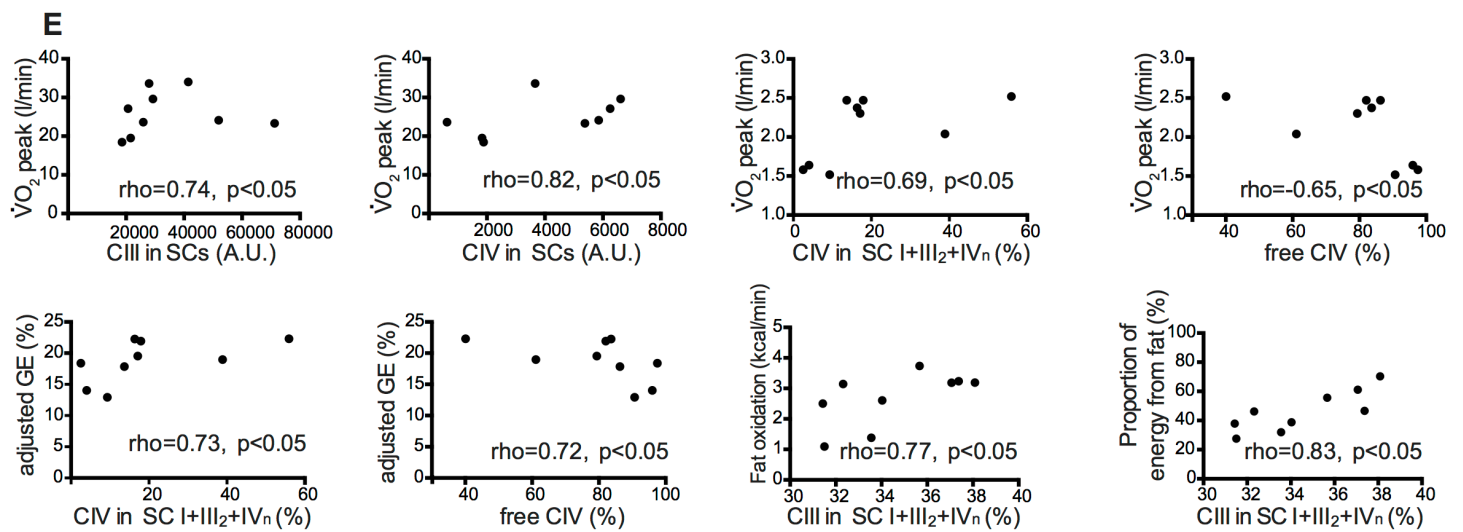 E
V̇O₂ peak (l/min)
40
30
20
10
0
20000 40000 60000 80000
CIII in SCs (A.U.)
rho=0.74, p<0.05
V̇O₂ peak (l/min)
40
30
20
10
0
2000 4000 6000 8000
CIV in SCs (A.U.)
rho=0.82, p<0.05
V̇O₂ peak (l/min)
3.0
2.5
2.0
1.5
1.0
0 20 40 60
CIV in SC I+III₂+IVₙ (%)
rho=0.69, p<0.05
V̇O₂ peak (l/min)
3.0
2.5
2.0
1.5
1.0
40 60 80 100
free CIV (%)
rho=-0.65, p<0.05
adjusted GE (%)
25
20
15
10
5
0
20 40 60
CIV in SC I+III₂+IVₙ (%)
rho=0.73, p<0.05
adjusted GE (%)
25
20
15
10
5
0
40 60 80 100
free CIV (%)
rho=0.72, p<0.05
Fat oxidation (kcal/min)
5
4
3
2
1
0
30 32 34 36 38 40
CIII in SC I+III₂+IVₙ (%)
rho=0.77, p<0.05
Proportion of
energy from fat (%)
100
80
60
40
20
0
30 32 34 36 38 40
CIII in SC I+III₂+IVₙ (%)
rho=0.83, p<0.05